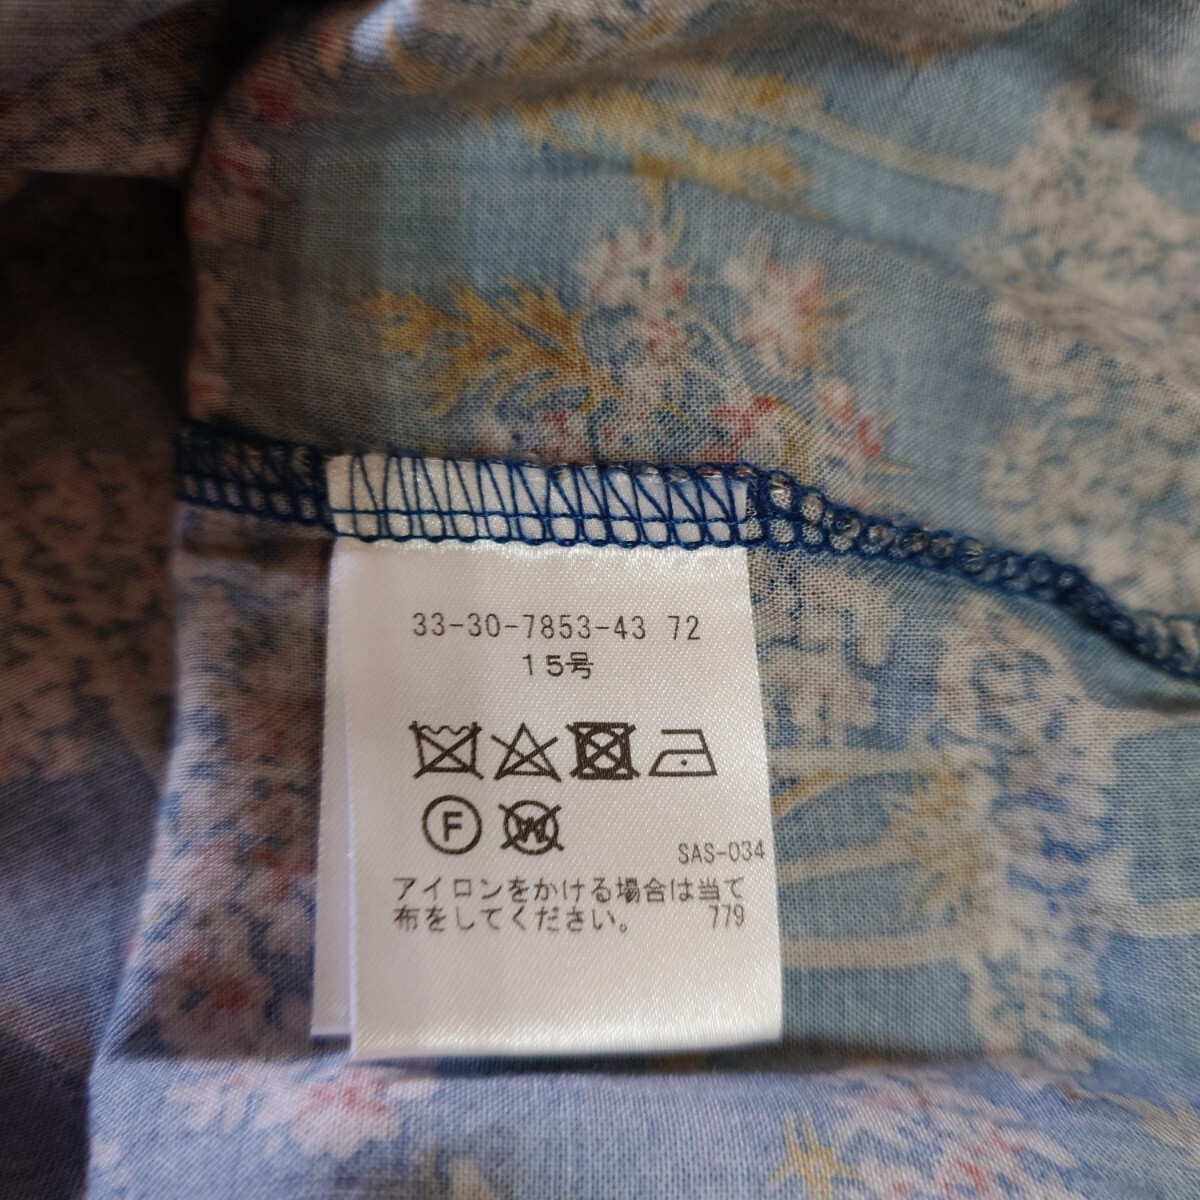 33-30-7853-43 72
15号
F W
SAS-034
アイロンをかける場合は当て
布をしてください。 779